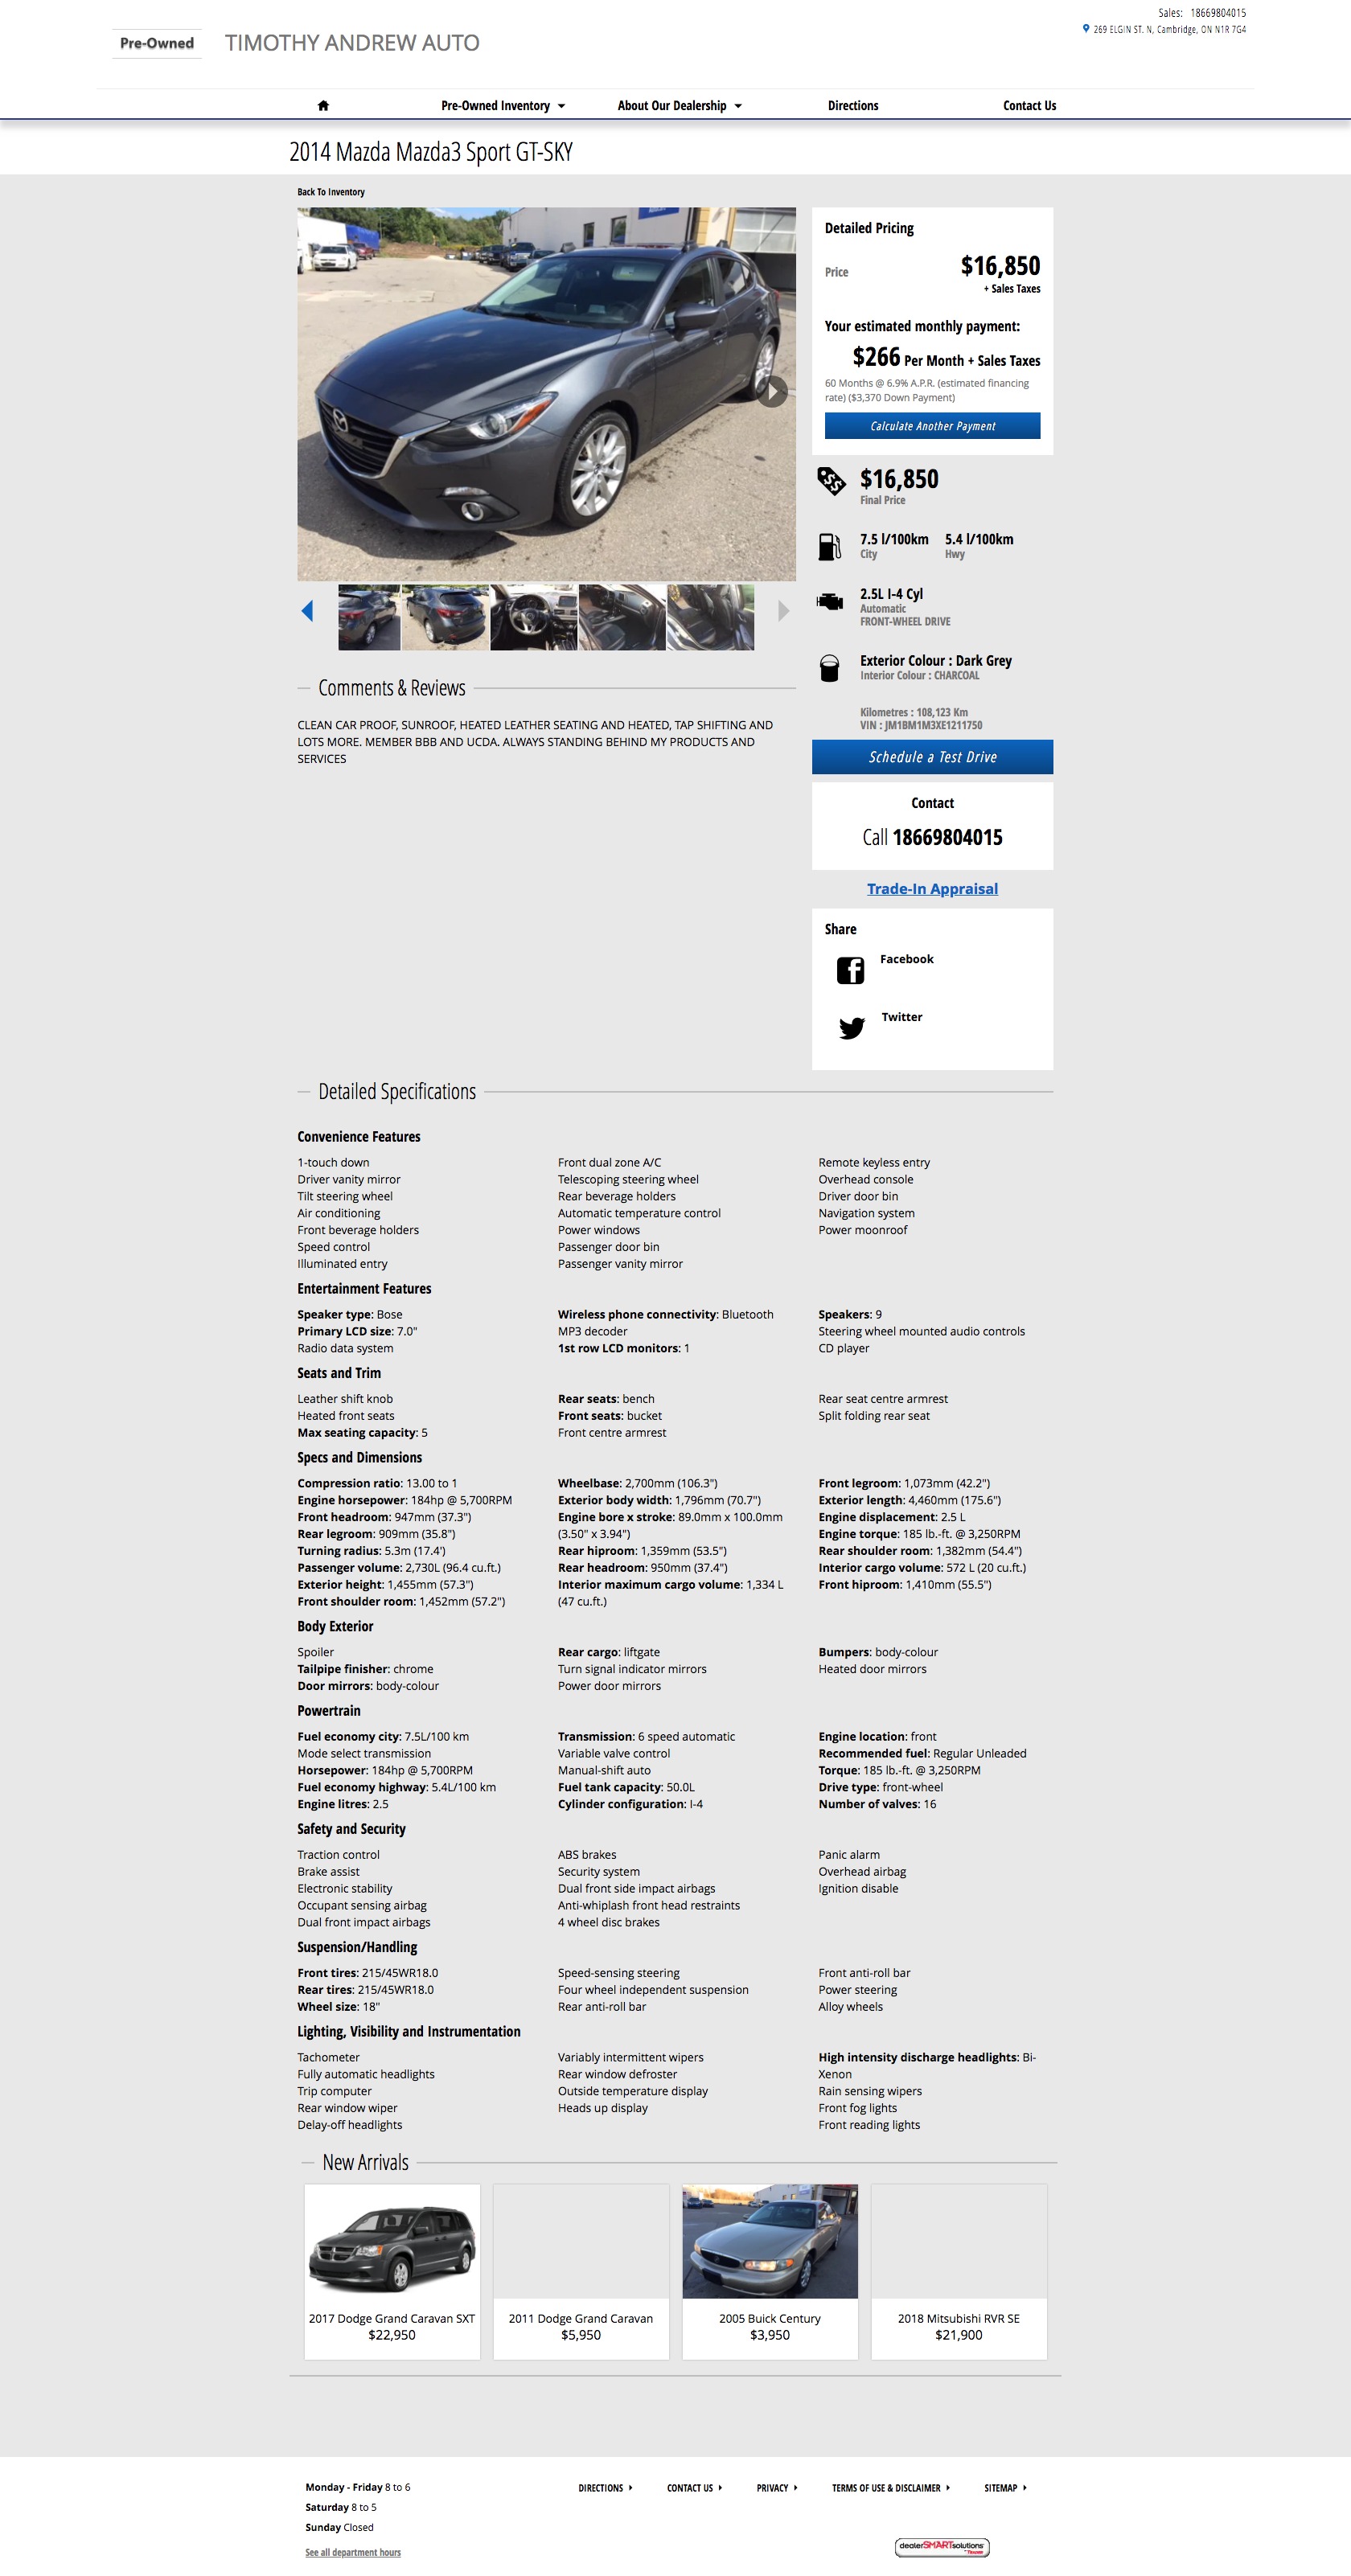 Sales: 18669804015
Pre-Owned
TIMOTHY ANDREW AUTO
269 ELGIN ST. N, Cambridge, ON N1R 7G4
Pre-Owned Inventory
About Our Dealership
Directions
Contact Us
2014 Mazda Mazda3 Sport GT-SKY
Back To Inventory
Detailed Pricing
Price
$16,850
+ Sales Taxes
Your estimated monthly payment:
$266 Per Month + Sales Taxes
60 Months @ 6.9% A.P.R. (estimated financing
rate) ($3,370 Down Payment)
Calculate Another Payment
$16,850
Final Price
7.5 l/100km 5.4 l/100km
City Hwy
2.5L I-4 Cyl
Automatic
FRONT-WHEEL DRIVE
Exterior Colour : Dark Grey
Interior Colour : CHARCOAL
Kilometres : 108,123 Km
VIN : JM1BM1M3XE1211750
Schedule a Test Drive
Contact
Call 18669804015
Trade-In Appraisal
Share
Facebook
Twitter
Comments & Reviews
CLEAN CAR PROOF, SUNROOF, HEATED LEATHER SEATING AND HEATED, TAP SHIFTING AND
LOTS MORE. MEMBER BBB AND UCDA. ALWAYS STANDING BEHIND MY PRODUCTS AND
SERVICES
Detailed Specifications
Convenience Features
1-touch down Front dual zone A/C Remote keyless entry
Driver vanity mirror Telescoping steering wheel Overhead console
Tilt steering wheel Rear beverage holders Driver door bin
Air conditioning Automatic temperature control Navigation system
Front beverage holders Power windows Power moonroof
Speed control Passenger door bin
Illuminated entry Passenger vanity mirror
Entertainment Features
Speaker type: Bose Wireless phone connectivity: Bluetooth Speakers: 9
Primary LCD size: 7.0" MP3 decoder Steering wheel mounted audio controls
Radio data system 1st row LCD monitors: 1 CD player
Seats and Trim
Leather shift knob Rear seats: bench Rear seat centre armrest
Heated front seats Front seats: bucket Split folding rear seat
Max seating capacity: 5 Front centre armrest
Specs and Dimensions
Compression ratio: 13.00 to 1 Wheelbase: 2,700mm (106.3") Front legroom: 1,073mm (42.2")
Engine horsepower: 184hp @ 5,700RPM Exterior body width: 1,796mm (70.7") Exterior length: 4,460mm (175.6")
Front headroom: 947mm (37.3") Engine bore x stroke: 89.0mm x 100.0mm Engine displacement: 2.5 L
Rear legroom: 909mm (35.8") (3.50" x 3.94") Engine torque: 185 lb.-ft. @ 3,250RPM
Turning radius: 5.3m (17.4') Rear hiproom: 1,359mm (53.5") Rear shoulder room: 1,382mm (54.4")
Passenger volume: 2,730L (96.4 cu.ft.) Rear headroom: 950mm (37.4") Interior cargo volume: 572 L (20 cu.ft.)
Exterior height: 1,455mm (57.3") Interior maximum cargo volume: 1,334 L Front hiproom: 1,410mm (55.5")
Front shoulder room: 1,452mm (57.2") (47 cu.ft.)
Body Exterior
Spoiler Rear cargo: liftgate Bumpers: body-colour
Tailpipe finisher: chrome Turn signal indicator mirrors Heated door mirrors
Door mirrors: body-colour Power door mirrors
Powertrain
Fuel economy city: 7.5L/100 km Transmission: 6 speed automatic Engine location: front
Mode select transmission Variable valve control Recommended fuel: Regular Unleaded
Horsepower: 184hp @ 5,700RPM Manual-shift auto Torque: 185 lb.-ft. @ 3,250RPM
Fuel economy highway: 5.4L/100 km Fuel tank capacity: 50.0L Drive type: front-wheel
Engine litres: 2.5 Cylinder configuration: I-4 Number of valves: 16
Safety and Security
Traction control ABS brakes Panic alarm
Brake assist Security system Overhead airbag
Electronic stability Dual front side impact airbags Ignition disable
Occupant sensing airbag Anti-whiplash front head restraints
Dual front impact airbags 4 wheel disc brakes
Suspension/Handling
Front tires: 215/45WR18.0 Speed-sensing steering Front anti-roll bar
Rear tires: 215/45WR18.0 Four wheel independent suspension Power steering
Wheel size: 18" Rear anti-roll bar Alloy wheels
Lighting, Visibility and Instrumentation
Tachometer Variably intermittent wipers High intensity discharge headlights: Bi-
Fully automatic headlights Rear window defroster Xenon
Trip computer Outside temperature display Rain sensing wipers
Rear window wiper Heads up display Front fog lights
Delay-off headlights Front reading lights
New Arrivals
2017 Dodge Grand Caravan SXT 2011 Dodge Grand Caravan 2005 Buick Century 2018 Mitsubishi RVR SE
$22,950 $5,950 $3,950 $21,900
Monday - Friday 8 to 6
DIRECTIONS CONTACT US PRIVACY TERMS OF USE & DISCLAIMER SITEMAP
Saturday 8 to 5
Sunday Closed
See all department hours
dealerSMARTsolutions